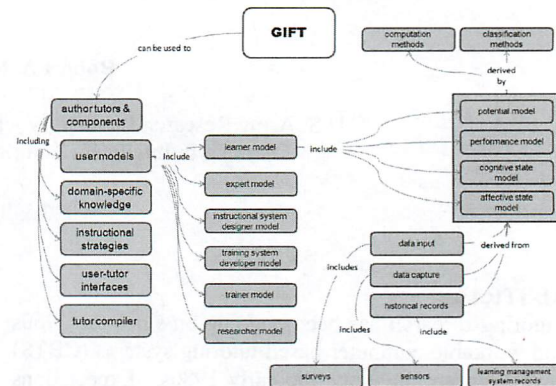 GIFT
can be used to
author tutors &
components
including
user models
domain-specific
knowledge
instructional
strategies
user-tutor
interfaces
tutor compiler
Include
learner model
expert model
instructional system
designer model
training system
developer model
trainer model
researcher model
include
computation
methods
classification
methods
derived
by
potential model
performance model
cognitive state
model
affective state
model
derived from
data input
data capture
historical records
includes
includes
include
surveys
sensors
learning management
system records